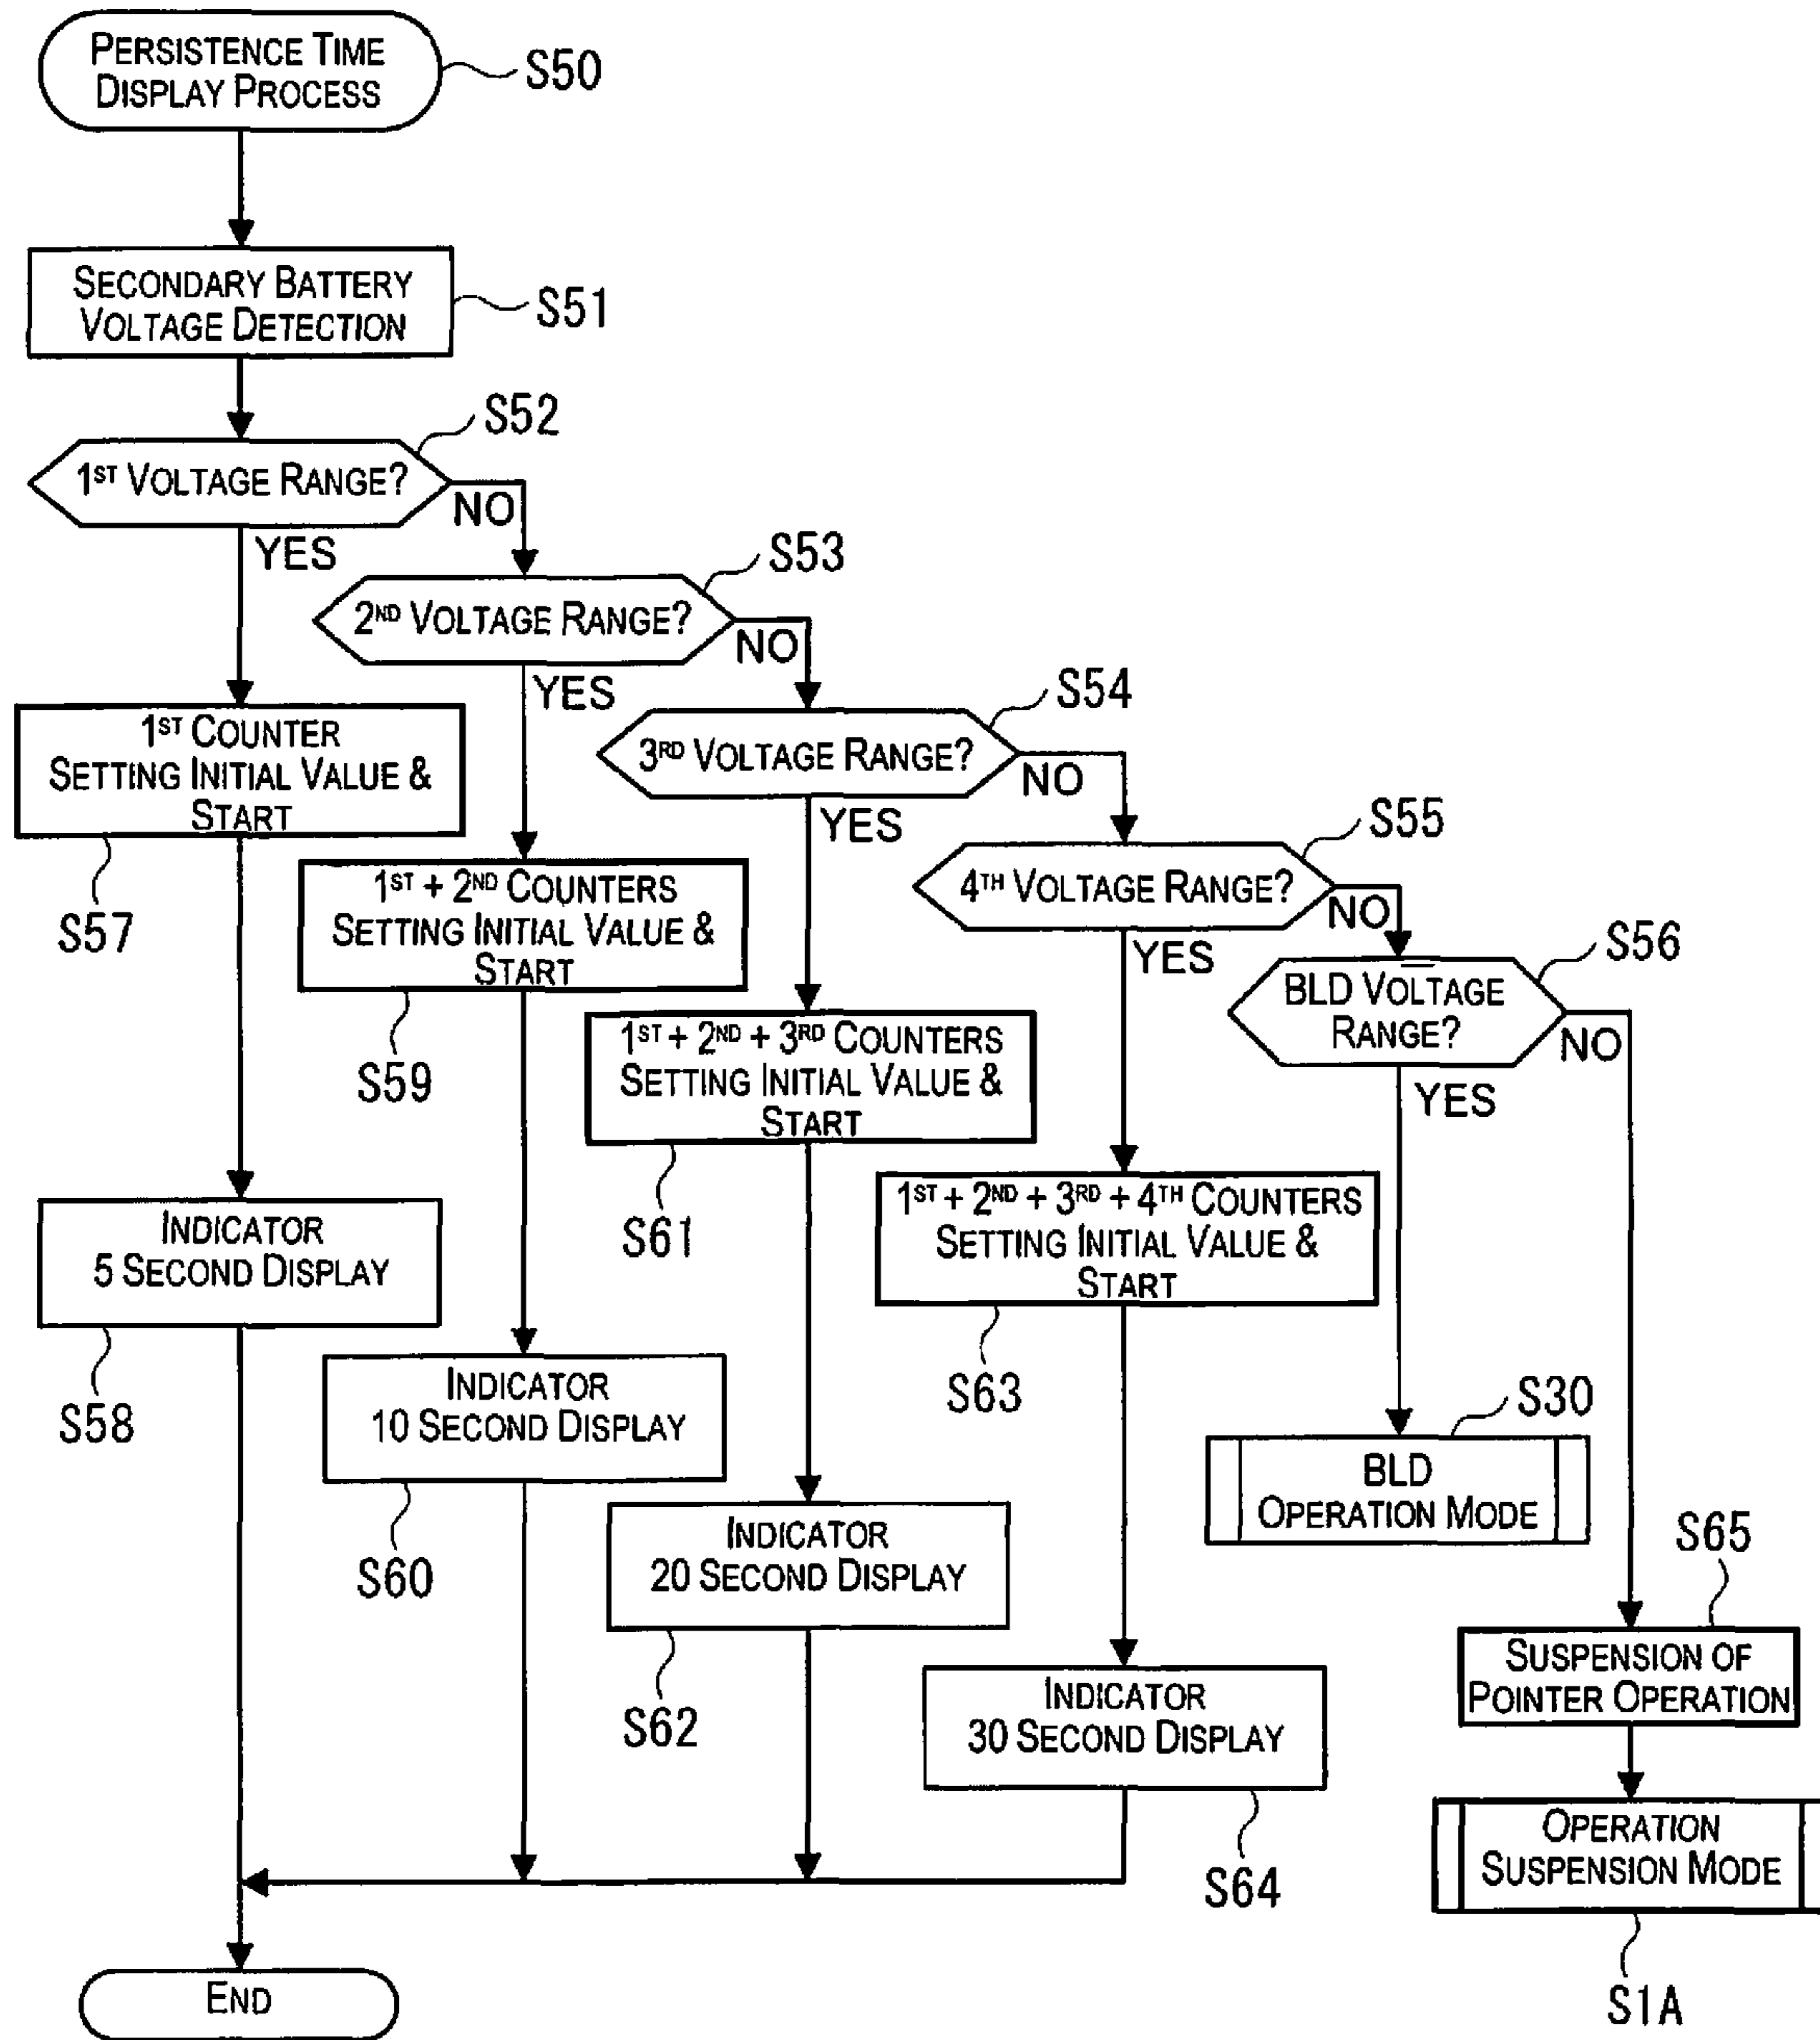 PERSISTENCE TIME
DISPLAY PROCESS
S50
SECONDARY BATTERY
VOLTAGE DETECTION
S51
S52
1ST VOLTAGE RANGE?
NO
YES
S53
2ND VOLTAGE RANGE?
NO
YES
S54
3RD VOLTAGE RANGE?
NO
YES
S55
4TH VOLTAGE RANGE?
NO
YES
S56
BLD VOLTAGE
RANGE?
NO
YES
1ST COUNTER
SETTING INITIAL VALUE &
START
S57
1ST + 2ND COUNTERS
SETTING INITIAL VALUE &
START
S59
1ST + 2ND + 3RD COUNTERS
SETTING INITIAL VALUE &
START
S61
1ST + 2ND + 3RD + 4TH COUNTERS
SETTING INITIAL VALUE &
START
S63
INDICATOR
5 SECOND DISPLAY
S58
INDICATOR
10 SECOND DISPLAY
S60
INDICATOR
20 SECOND DISPLAY
S62
INDICATOR
30 SECOND DISPLAY
S64
S30
BLD
OPERATION MODE
S65
SUSPENSION OF
POINTER OPERATION
OPERATION
SUSPENSION MODE
S1A
END